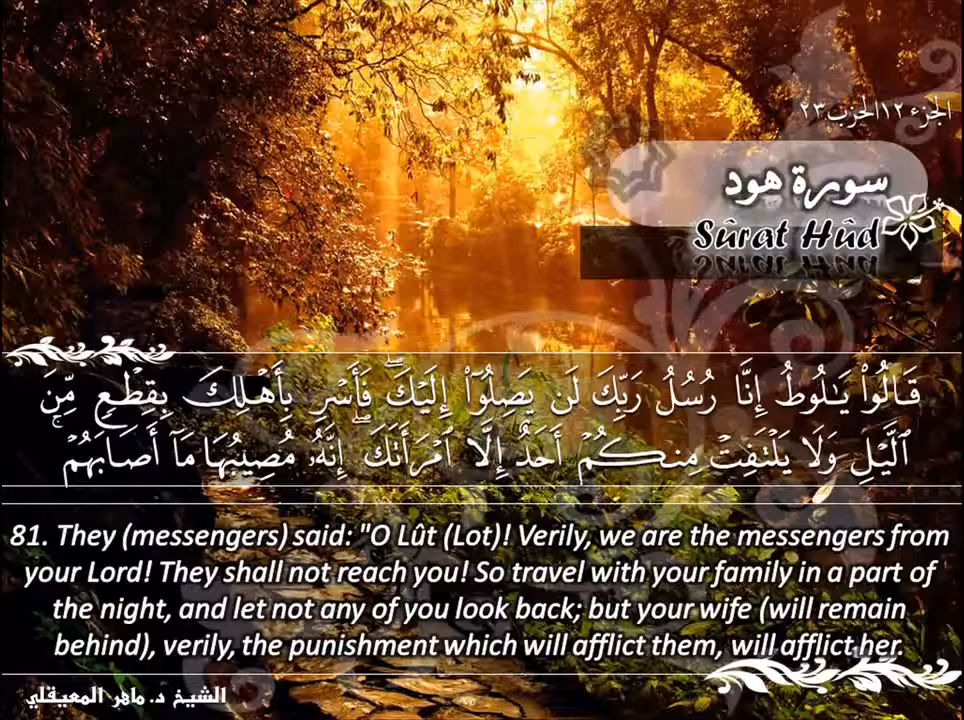 الجزء ١٢ الحزب ٢٣
سورة هود
Sûrat Hûd
قَالُوا۟ يَـٰلُوطُ إِنَّا رُسُلُ رَبِّكَ لَن يَصِلُوٓا۟ إِلَيْكَ ۖ فَأَسْرِ بِأَهْلِكَ بِقِطْعٍ مِّنَ
ٱلَّيْلِ وَلَا يَلْتَفِتْ مِنكُمْ أَحَدٌ إِلَّا ٱمْرَأَتَكَ ۖ إِنَّهُۥ مُصِيبُهَا مَآ أَصَابَهُمْ ۚ
81. They (messengers) said: "O Lût (Lot)! Verily, we are the messengers from
your Lord! They shall not reach you! So travel with your family in a part of
the night, and let not any of you look back; but your wife (will remain
behind), verily, the punishment which will afflict them, will afflict her.
الشيخ د. ماهر المعيقلي